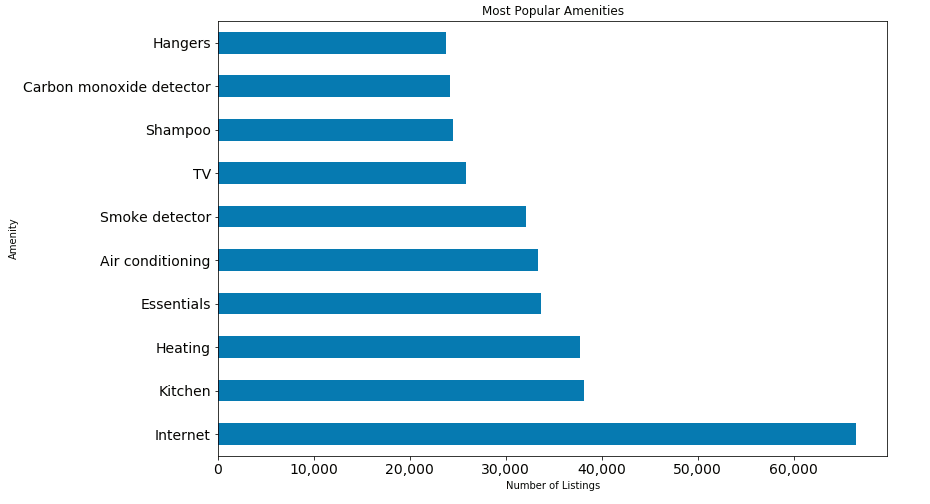 Most Popular Amenities
Hangers
Carbon monoxide detector
Shampoo
TV
Smoke detector
Air conditioning
Essentials
Heating
Kitchen
Internet
Amenity
0 10,000 20,000 30,000 40,000 50,000 60,000
Number of Listings